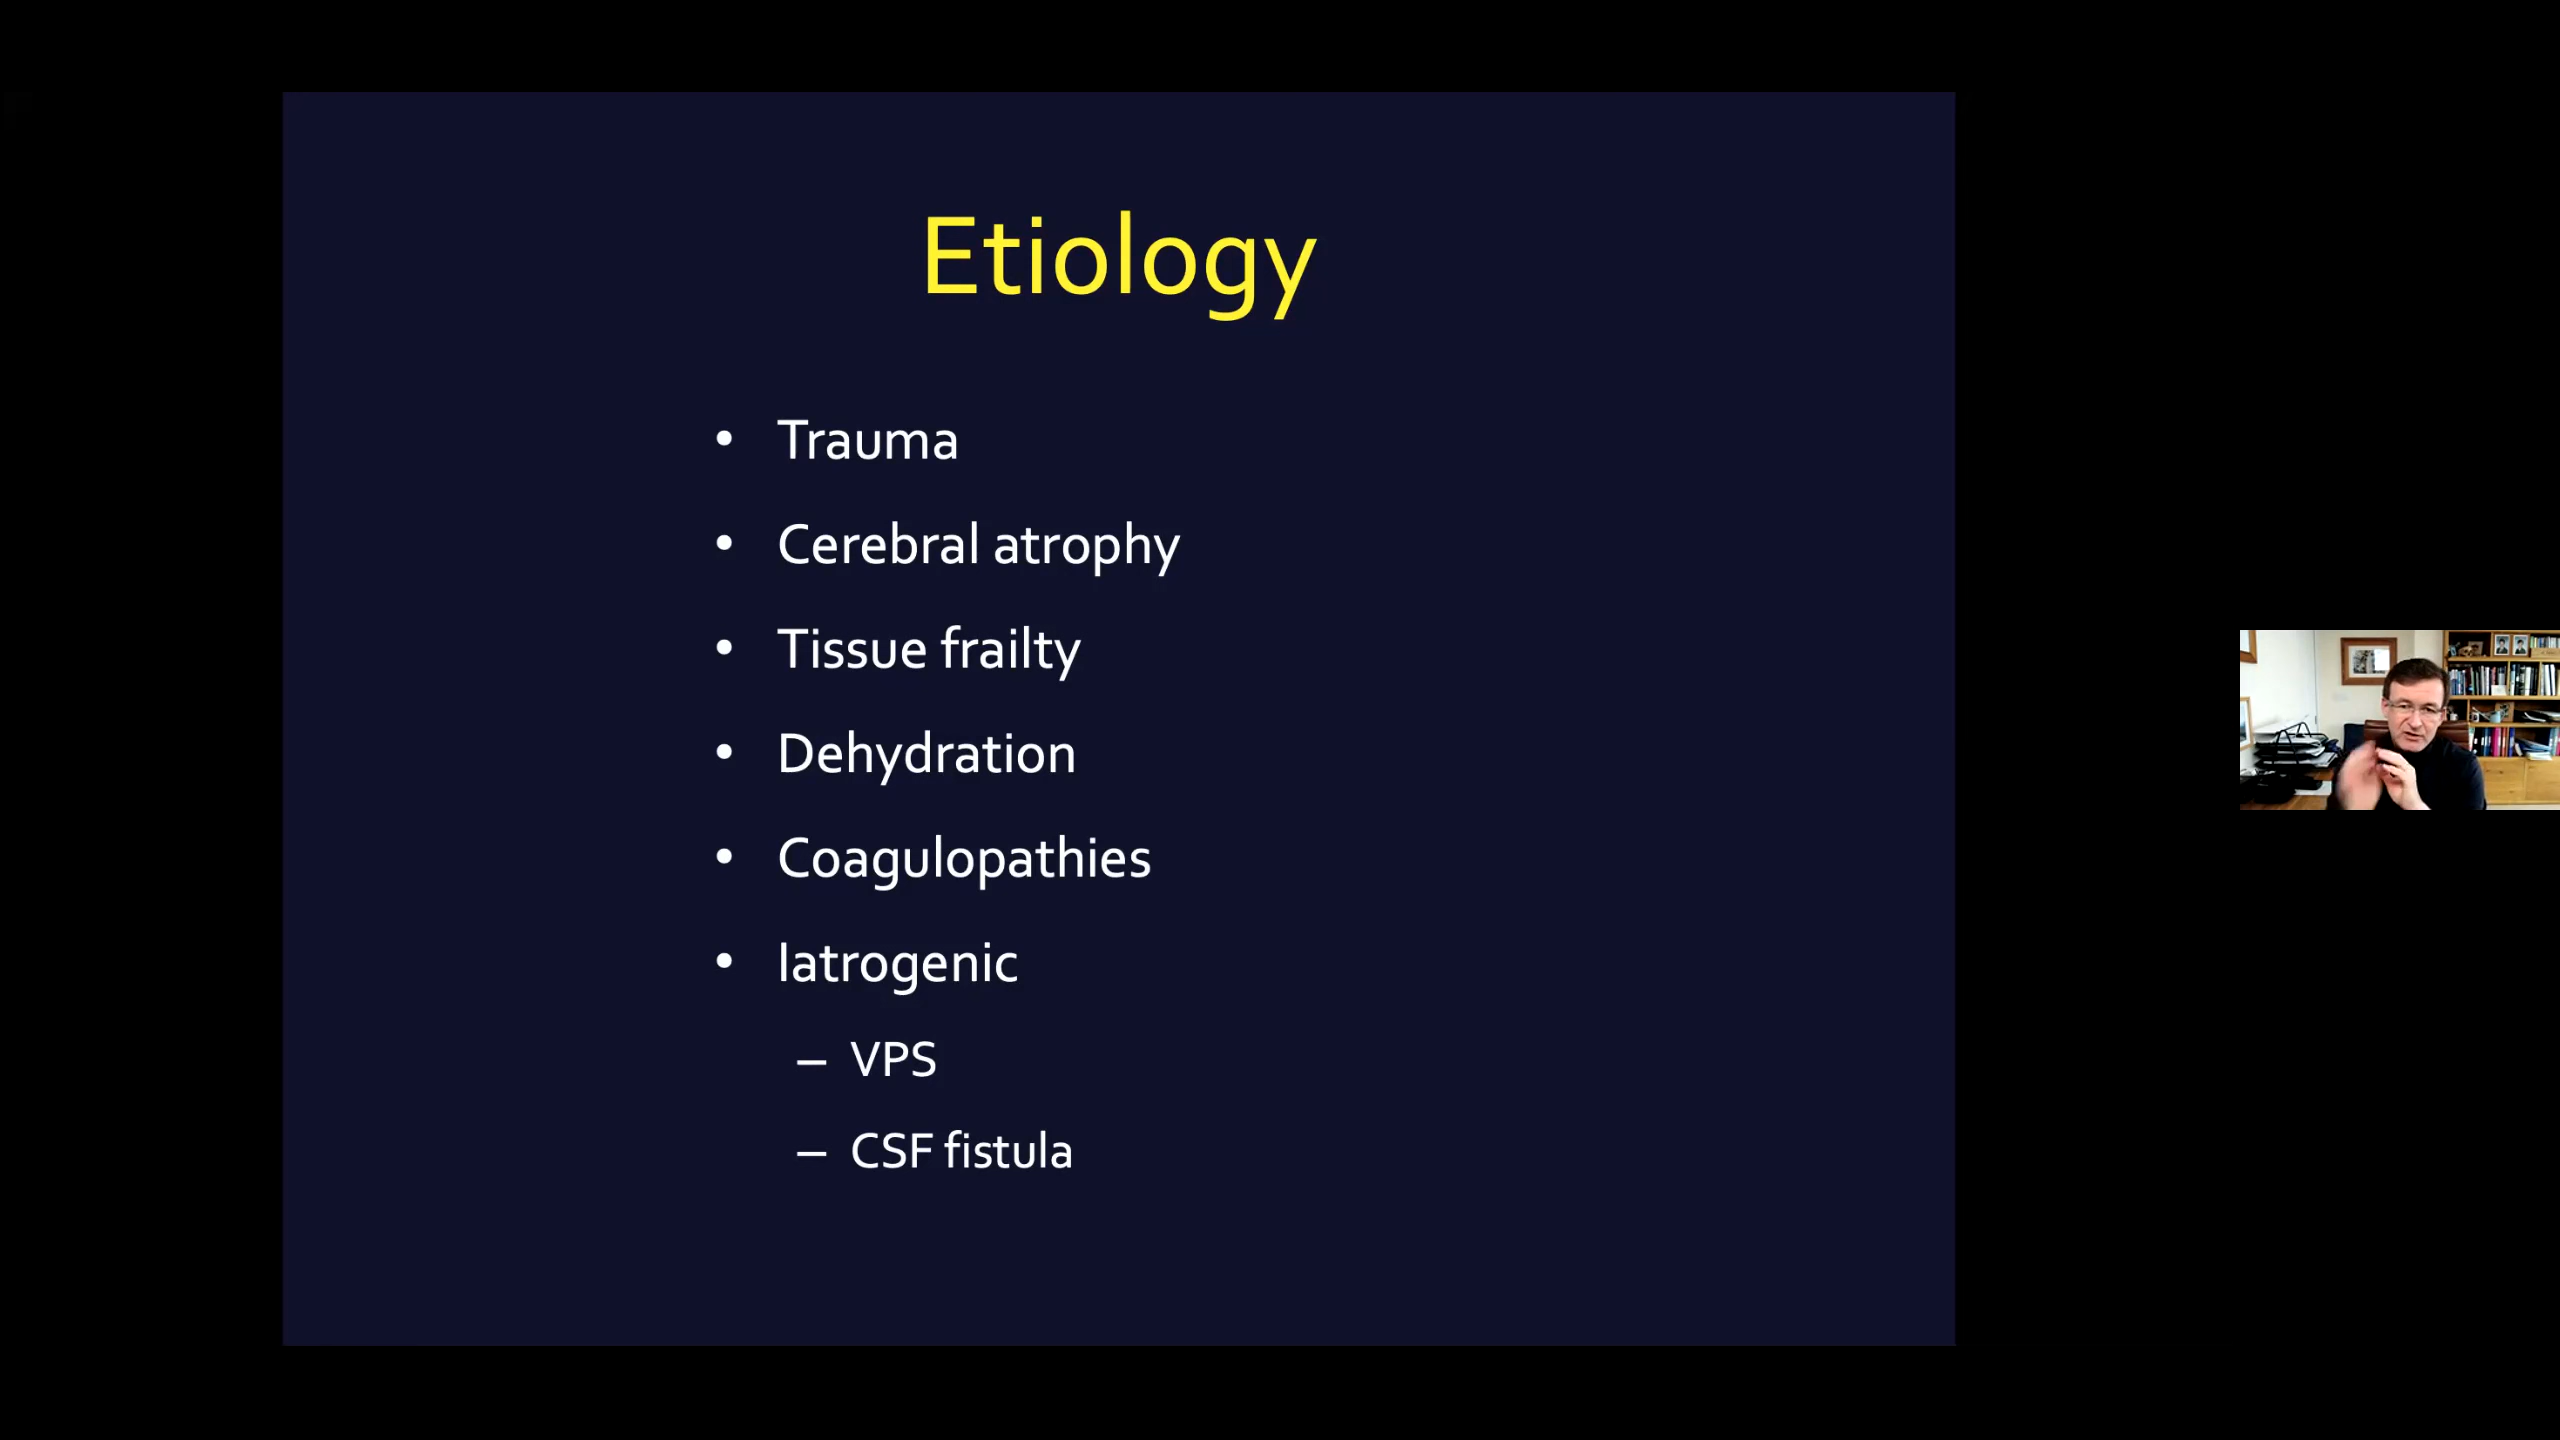 Etiology
• Trauma
• Cerebral atrophy
• Tissue frailty
• Dehydration
• Coagulopathies
• Iatrogenic
– VPS
– CSF fistula